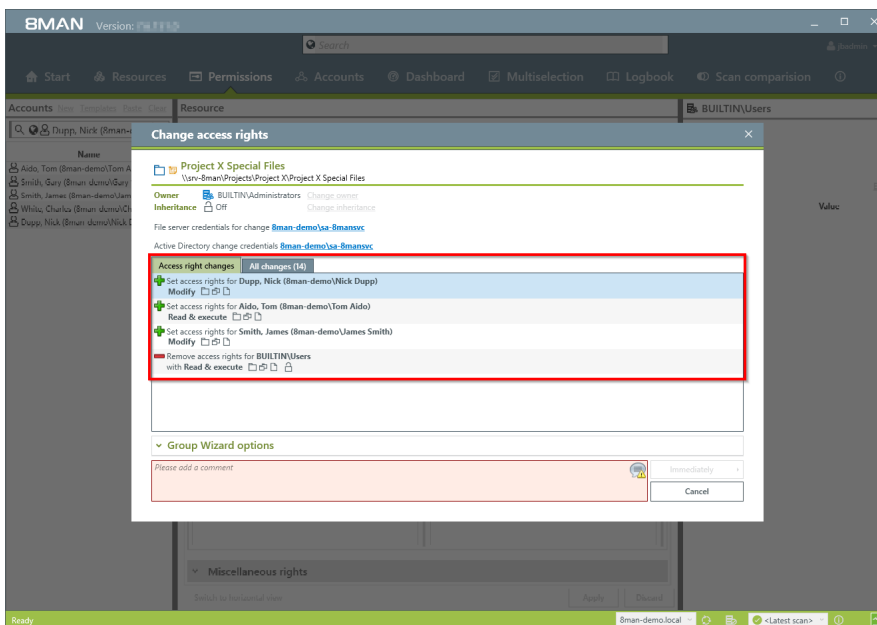 8MAN Version:
Search
jbadmin
Start Resources Permissions Accounts Dashboard Multiselection Logbook Scan comparision
Accounts New Templates Paste Clear
Resource
BUILTIN\Users
Dupp, Nick (8man-
Name
Aido, Tom (8man-demo\Tom A
Smith, Gary (8man-demo\Gary
Smith, James (8man-demo\Jam
White, Charles (8man-demo\Ch
Dupp, Nick (8man-demo\Nick D
Value
Change access rights
Project X Special Files
\\srv-8man\Projects\Project X\Project X Special Files
Owner BUILTIN\Administrators Change owner
Inheritance Off Change inheritance
File server credentials for change 8man-demo\sa-8mansvc
Active Directory change credentials 8man-demo\sa-8mansvc
Access right changes All changes (14)
Set access rights for Dupp, Nick (8man-demo\Nick Dupp)
Modify
Set access rights for Aido, Tom (8man-demo\Tom Aido)
Read & execute
Set access rights for Smith, James (8man-demo\James Smith)
Modify
Remove access rights for BUILTIN\Users
with Read & execute
Group Wizard options
Please add a comment
Immediately
Cancel
Miscellaneous rights
Switch to horizontal view
Apply Discard
Ready
8man-demo.local
<Latest scan>